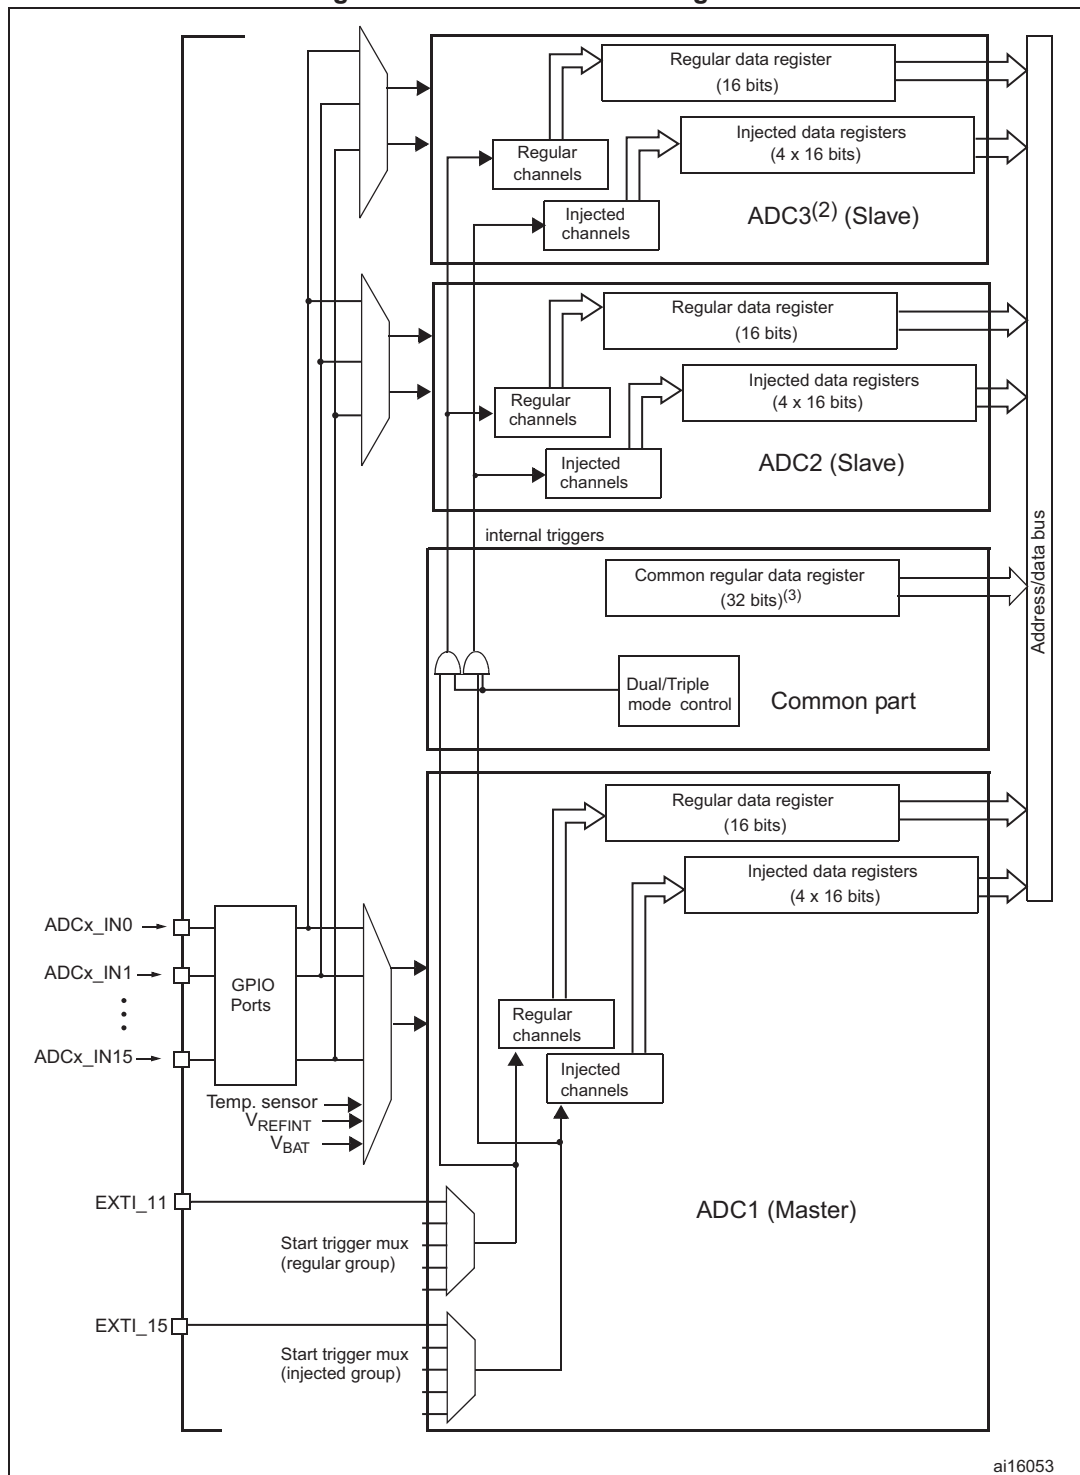 Regular data register
(16 bits)
Injected data registers
(4 x 16 bits)
Regular
channels
Injected
channels
ADC3(2) (Slave)
Regular data register
(16 bits)
Injected data registers
(4 x 16 bits)
Regular
channels
Injected
channels
ADC2 (Slave)
internal triggers
Common regular data register
(32 bits)(3)
Dual/Triple
mode control
Common part
Address/data bus
Regular data register
(16 bits)
Injected data registers
(4 x 16 bits)
ADCx_IN0
ADCx_IN1
ADCx_IN15
GPIO
Ports
Regular
channels
Injected
channels
Temp. sensor
VREFINT
VBAT
EXTI_11
Start trigger mux
(regular group)
ADC1 (Master)
EXTI_15
Start trigger mux
(injected group)
ai16053